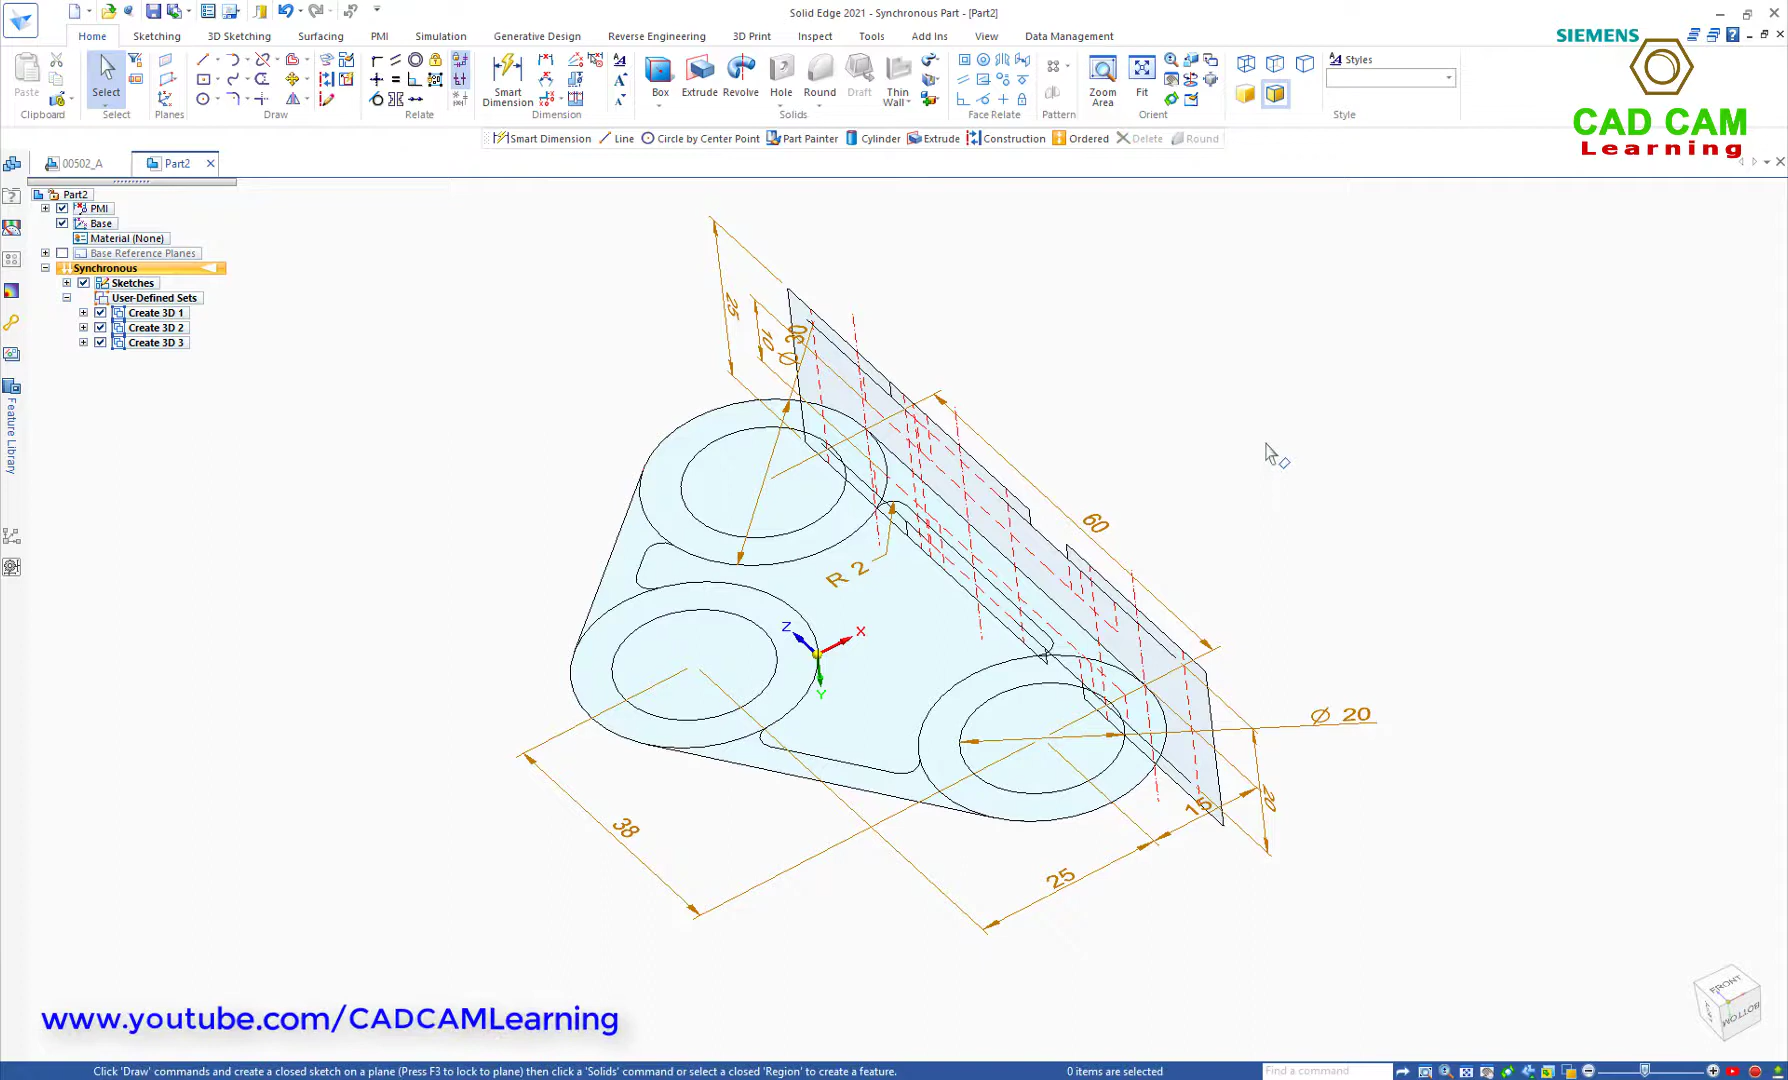 Solid Edge 2021 - Synchronous Part - [Part2]
Home Sketching 3D Sketching Surfacing PMI Simulation Generative Design Reverse Engineering 3D Print Inspect Tools Add Ins View Data Management
SIEMENS
Paste
Select
Smart Dimension
Box Extrude Revolve Hole Round Draft Thin Wall
Zoom Area
Fit
Styles
Clipboard Select Planes Draw Relate Dimension Solids Face Relate Pattern Orient Style
CAD CAM
Learning
Smart Dimension Line Circle by Center Point Part Painter Cylinder Extrude Construction Ordered Delete Round
00502_A Part2
Part2
PMI
Base
Material (None)
Base Reference Planes
Synchronous
Sketches
User-Defined Sets
Create 3D 1
Create 3D 2
Create 3D 3
Feature Library
25
10
Ø 30
60
R 2
Z X
Y
Ø 20
15
20
38
25
FRONT
BOTTOM
www.youtube.com/CADCAMLearning
Click 'Draw' commands and create a closed sketch on a plane (Press F3 to lock to plane) then click a 'Solids' command or select a closed 'Region' to create a feature.
0 items are selected
Find a command